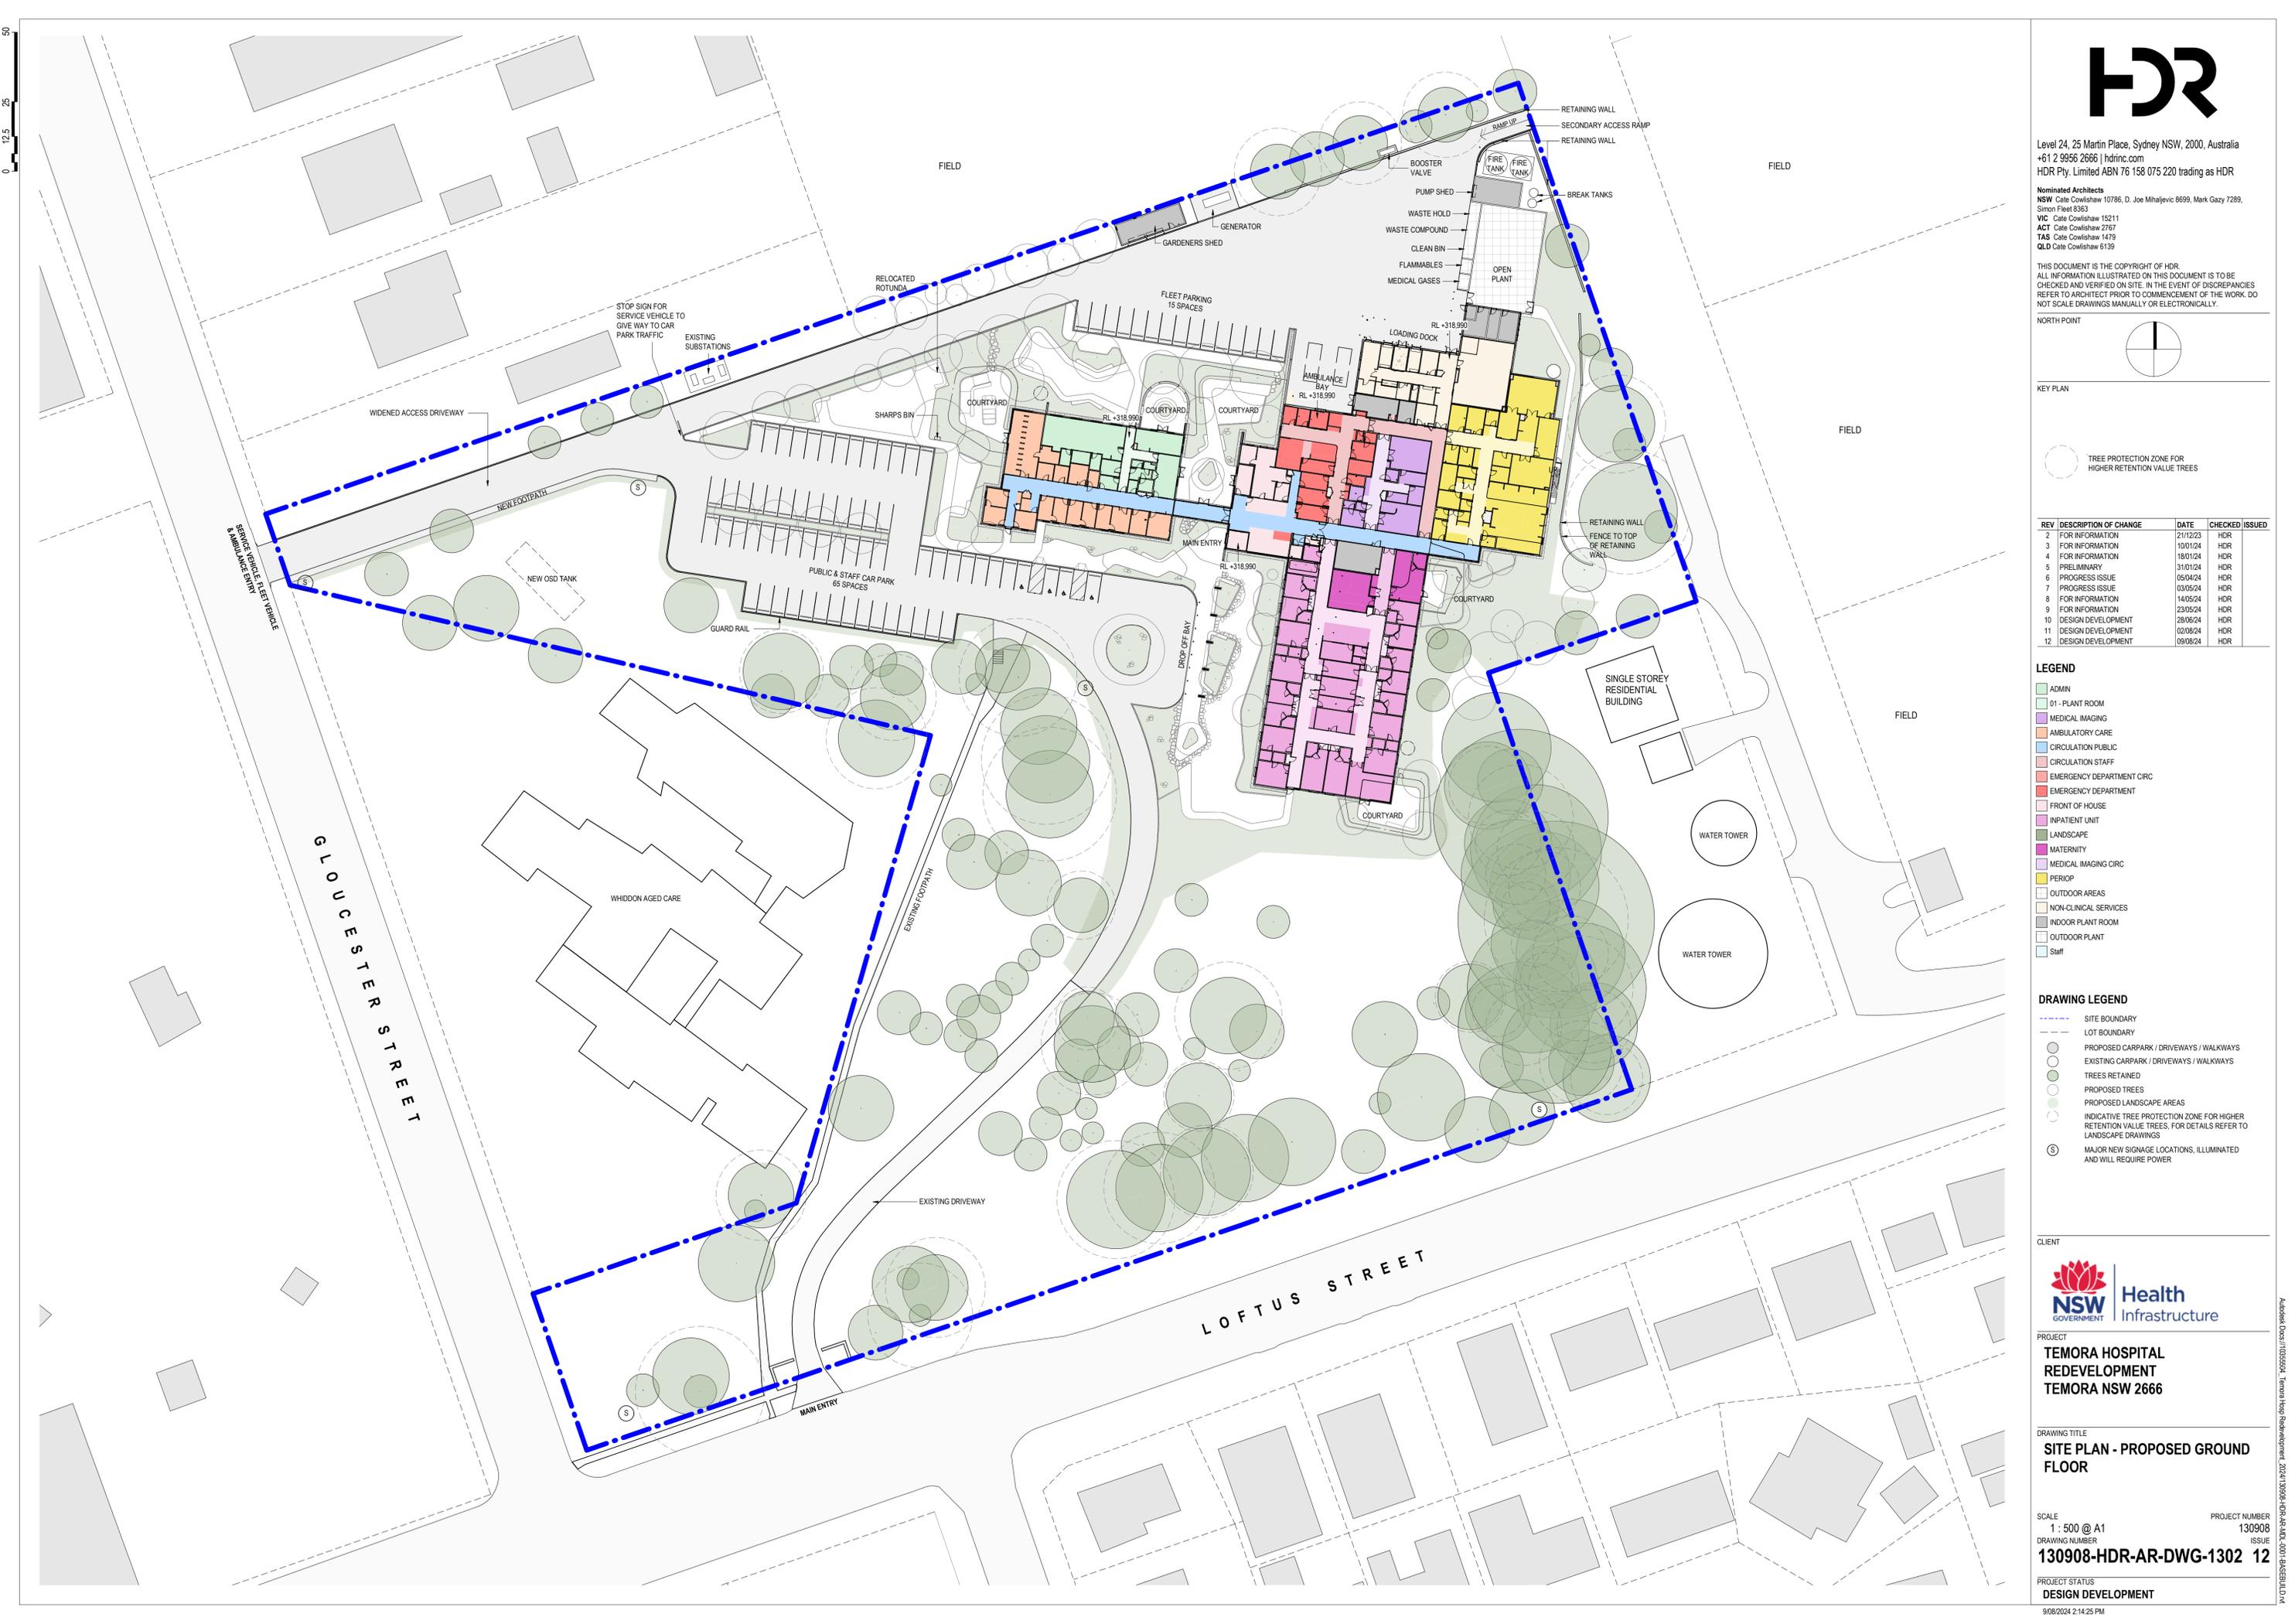 50
25
12.5
0
FIELD
FIELD
FIELD
FIELD
RETAINING WALL
SECONDARY ACCESS RAMP
RETAINING WALL
RAMP UP
FIRE
TANK
FIRE
TANK
BOOSTER
VALVE
PUMP SHED
BREAK TANKS
WASTE HOLD
WASTE COMPOUND
CLEAN BIN
FLAMMABLES
MEDICAL GASES
OPEN
PLANT
GENERATOR
GARDENERS SHED
RELOCATED
ROTUNDA
FLEET PARKING
15 SPACES
STOP SIGN FOR
SERVICE VEHICLE TO
GIVE WAY TO CAR
PARK TRAFFIC
EXISTING
SUBSTATIONS
WIDENED ACCESS DRIVEWAY
SHARPS BIN
COURTYARD
COURTYARD
COURTYARD
RL +318,990
AMBULANCE
BAY
RL +318,990
LOADING DOCK
RL +318,990
NEW FOOTPATH
S
S
SERVICE VEHICLE, FLEET VEHICLE
& AMBULANCE ENTRY
NEW OSD TANK
PUBLIC & STAFF CAR PARK
65 SPACES
GUARD RAIL
MAIN ENTRY
RL +318,990
DROP OFF BAY
S
RETAINING WALL
FENCE TO TOP
OF RETAINING
WALL
COURTYARD
COURTYARD
SINGLE STOREY
RESIDENTIAL
BUILDING
WATER TOWER
WATER TOWER
WHIDDON AGED CARE
EXISTING FOOTPATH
EXISTING DRIVEWAY
GLOUCESTER STREET
LOFTUS STREET
MAIN ENTRY
S
S
HDR
Level 24, 25 Martin Place, Sydney NSW, 2000, Australia
+61 2 9956 2666 | hdrinc.com
HDR Pty. Limited ABN 76 158 075 220 trading as HDR
Nominated Architects
NSW Cate Cowlishaw 10786, D. Joe Mihaljevic 8699, Mark Gazy 7289,
Simon Fleet 8363
VIC Cate Cowlishaw 15211
ACT Cate Cowlishaw 2767
TAS Cate Cowlishaw 1479
QLD Cate Cowlishaw 6139
THIS DOCUMENT IS THE COPYRIGHT OF HDR.
ALL INFORMATION ILLUSTRATED ON THIS DOCUMENT IS TO BE
CHECKED AND VERIFIED ON SITE. IN THE EVENT OF DISCREPANCIES
REFER TO ARCHITECT PRIOR TO COMMENCEMENT OF THE WORK. DO
NOT SCALE DRAWINGS MANUALLY OR ELECTRONICALLY.
NORTH POINT
KEY PLAN
TREE PROTECTION ZONE FOR
HIGHER RETENTION VALUE TREES
REV DESCRIPTION OF CHANGE DATE CHECKED ISSUED
2 FOR INFORMATION 21/12/23 HDR
3 FOR INFORMATION 10/01/24 HDR
4 FOR INFORMATION 18/01/24 HDR
5 PRELIMINARY 31/01/24 HDR
6 PROGRESS ISSUE 05/04/24 HDR
7 PROGRESS ISSUE 03/05/24 HDR
8 FOR INFORMATION 14/05/24 HDR
9 FOR INFORMATION 23/05/24 HDR
10 DESIGN DEVELOPMENT 28/06/24 HDR
11 DESIGN DEVELOPMENT 02/08/24 HDR
12 DESIGN DEVELOPMENT 09/08/24 HDR
LEGEND
ADMIN
01 - PLANT ROOM
MEDICAL IMAGING
AMBULATORY CARE
CIRCULATION PUBLIC
CIRCULATION STAFF
EMERGENCY DEPARTMENT CIRC
EMERGENCY DEPARTMENT
FRONT OF HOUSE
INPATIENT UNIT
LANDSCAPE
MATERNITY
MEDICAL IMAGING CIRC
PERIOP
OUTDOOR AREAS
NON-CLINICAL SERVICES
INDOOR PLANT ROOM
OUTDOOR PLANT
Staff
DRAWING LEGEND
SITE BOUNDARY
LOT BOUNDARY
PROPOSED CARPARK / DRIVEWAYS / WALKWAYS
EXISTING CARPARK / DRIVEWAYS / WALKWAYS
TREES RETAINED
PROPOSED TREES
PROPOSED LANDSCAPE AREAS
INDICATIVE TREE PROTECTION ZONE FOR HIGHER
RETENTION VALUE TREES, FOR DETAILS REFER TO
LANDSCAPE DRAWINGS
S MAJOR NEW SIGNAGE LOCATIONS, ILLUMINATED
AND WILL REQUIRE POWER
CLIENT
NSW
GOVERNMENT
Health
Infrastructure
PROJECT
TEMORA HOSPITAL
REDEVELOPMENT
TEMORA NSW 2666
DRAWING TITLE
SITE PLAN - PROPOSED GROUND
FLOOR
SCALE PROJECT NUMBER
1 : 500 @ A1 130908
DRAWING NUMBER ISSUE
130908-HDR-AR-DWG-1302 12
PROJECT STATUS
DESIGN DEVELOPMENT
9/08/2024 2:14:25 PM